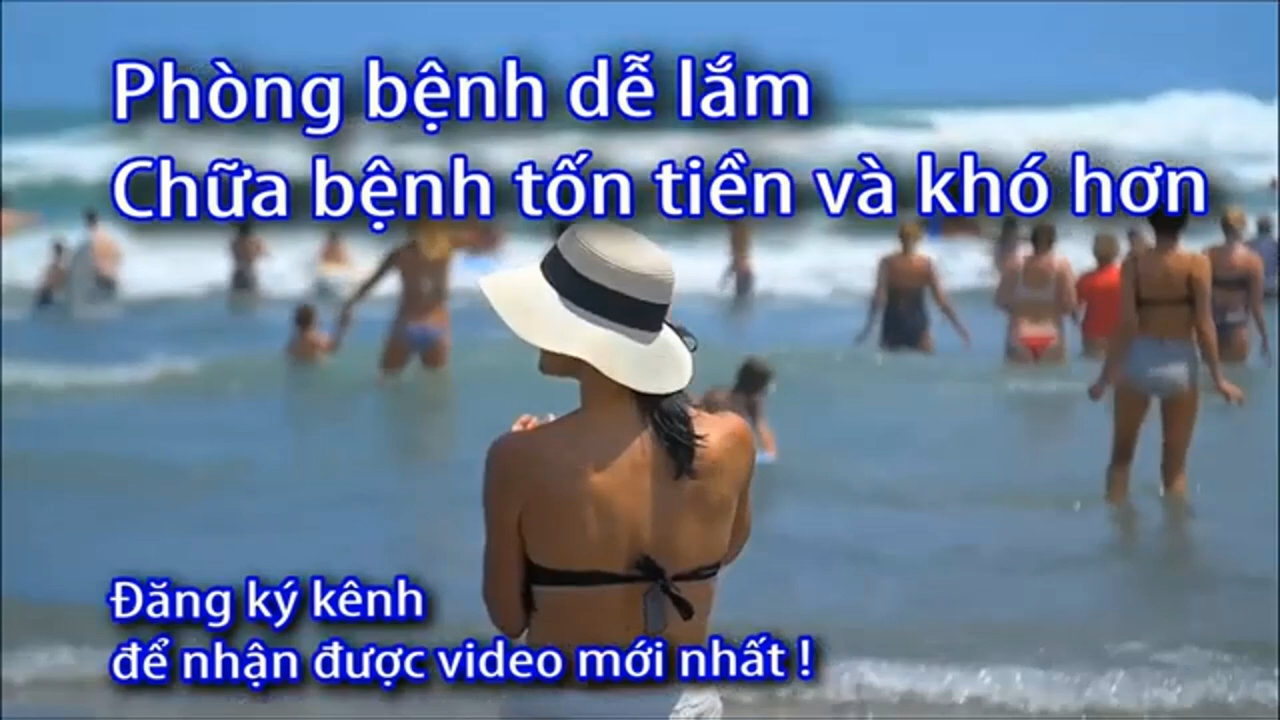 Phòng bệnh dễ lắm
Chữa bệnh tốn tiền và khó hơn
Đăng ký kênh
để nhận được video mới nhất !